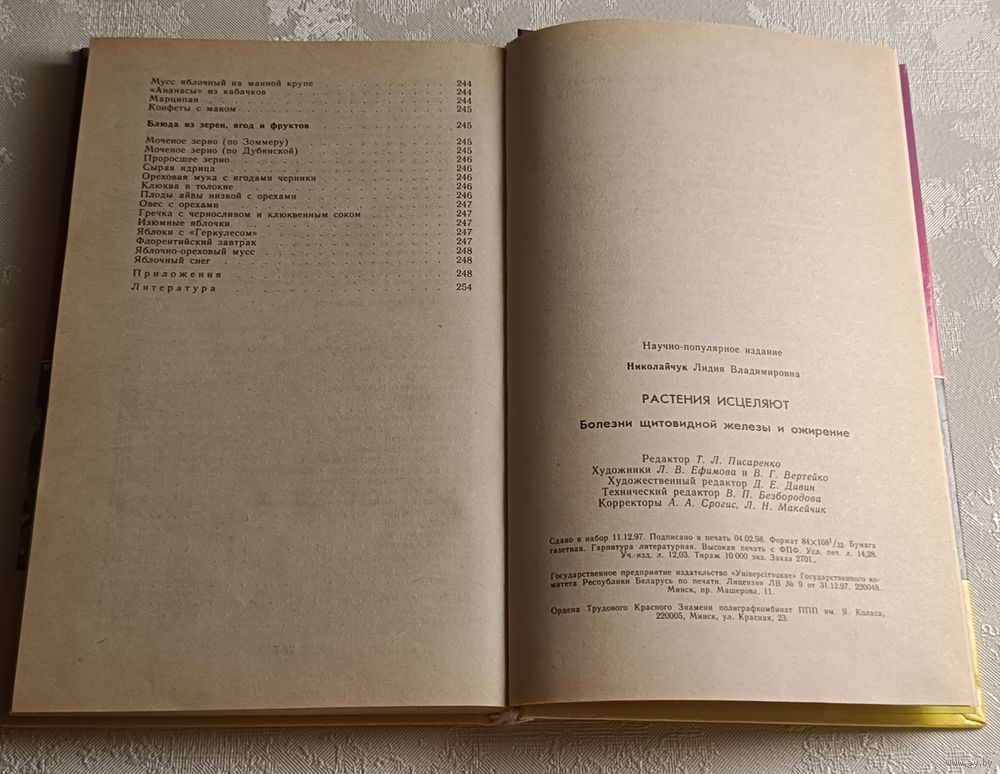 Мусс яблочный на манной крупе 244
«Ананасы» из кабачков 244
Марципан 244
Конфеты с маком 245
Блюда из зерен, ягод и фруктов 245
Моченое зерно (по Зоммеру) 245
Моченое зерно (по Дубянской) 245
Проросшее зерно 246
Сырая ядрица 246
Ореховая мука с ягодами черники 246
Клюква в толокне 246
Плоды айвы низкой с орехами 246
Овес с орехами 247
Гречка с черносливом и клюквенным соком 247
Изюмные яблочки 247
Яблоки с «Геркулесом» 247
Флорентийский завтрак 247
Яблочно-ореховый мусс 248
Яблочный снег 248
Приложения 248
Литература 254
Научно-популярное издание
Николайчук Лидия Владимировна
РАСТЕНИЯ ИСЦЕЛЯЮТ
Болезни щитовидной железы и ожирение
Редактор Т. Л. Писаренко
Художники Л. В. Ефимова и В. Г. Вертейко
Художественный редактор Д. Е. Дивин
Технический редактор В. П. Безбородова
Корректоры А. А. Срогис, Л. Н. Макейчик
Сдано в набор 11.12.97. Подписано в печать 04.02.98. Формат 84×108¹/₃₂. Бумага
газетная. Гарнитура литературная. Высокая печать с ФПФ. Усл. печ. л. 14,28.
Уч.-изд. л. 12,03. Тираж 10 000 экз. Заказ 2701.
Государственное предприятие издательство «Універсітэцкае» Государственного ко-
митета Республики Беларусь по печати. Лицензия ЛВ № 9 от 31.12.97. 220048,
Минск, пр. Машерова, 11.
Ордена Трудового Красного Знамени полиграфкомбинат ППП им. Я. Коласа,
220005, Минск, ул. Красная, 23.